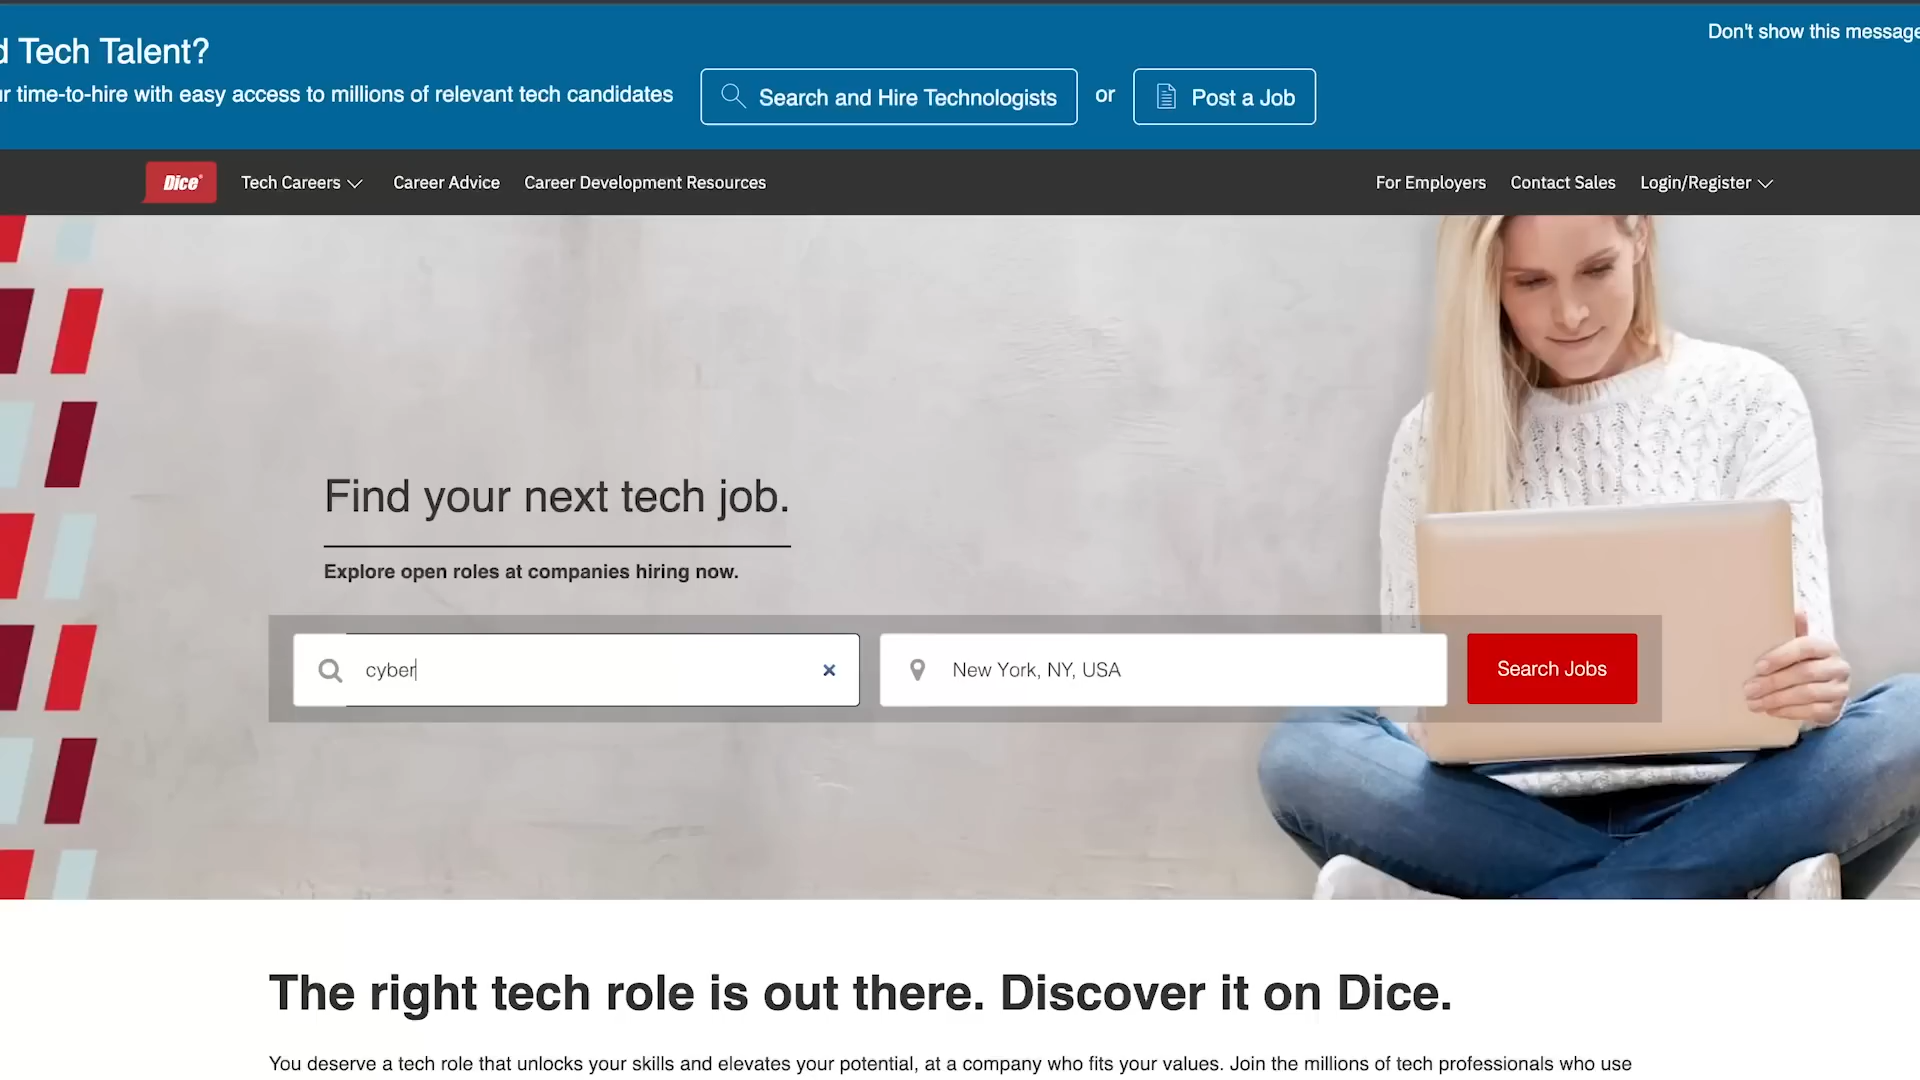 Tech Talent?
Don't show this message
time-to-hire with easy access to millions of relevant tech candidates
Search and Hire Technologists
or
Post a Job
Dice
Tech Careers
Career Advice
Career Development Resources
For Employers
Contact Sales
Login/Register
Find your next tech job.
Explore open roles at companies hiring now.
cyber
New York, NY, USA
Search Jobs
The right tech role is out there. Discover it on Dice.
You deserve a tech role that unlocks your skills and elevates your potential, at a company who fits your values. Join the millions of tech professionals who use